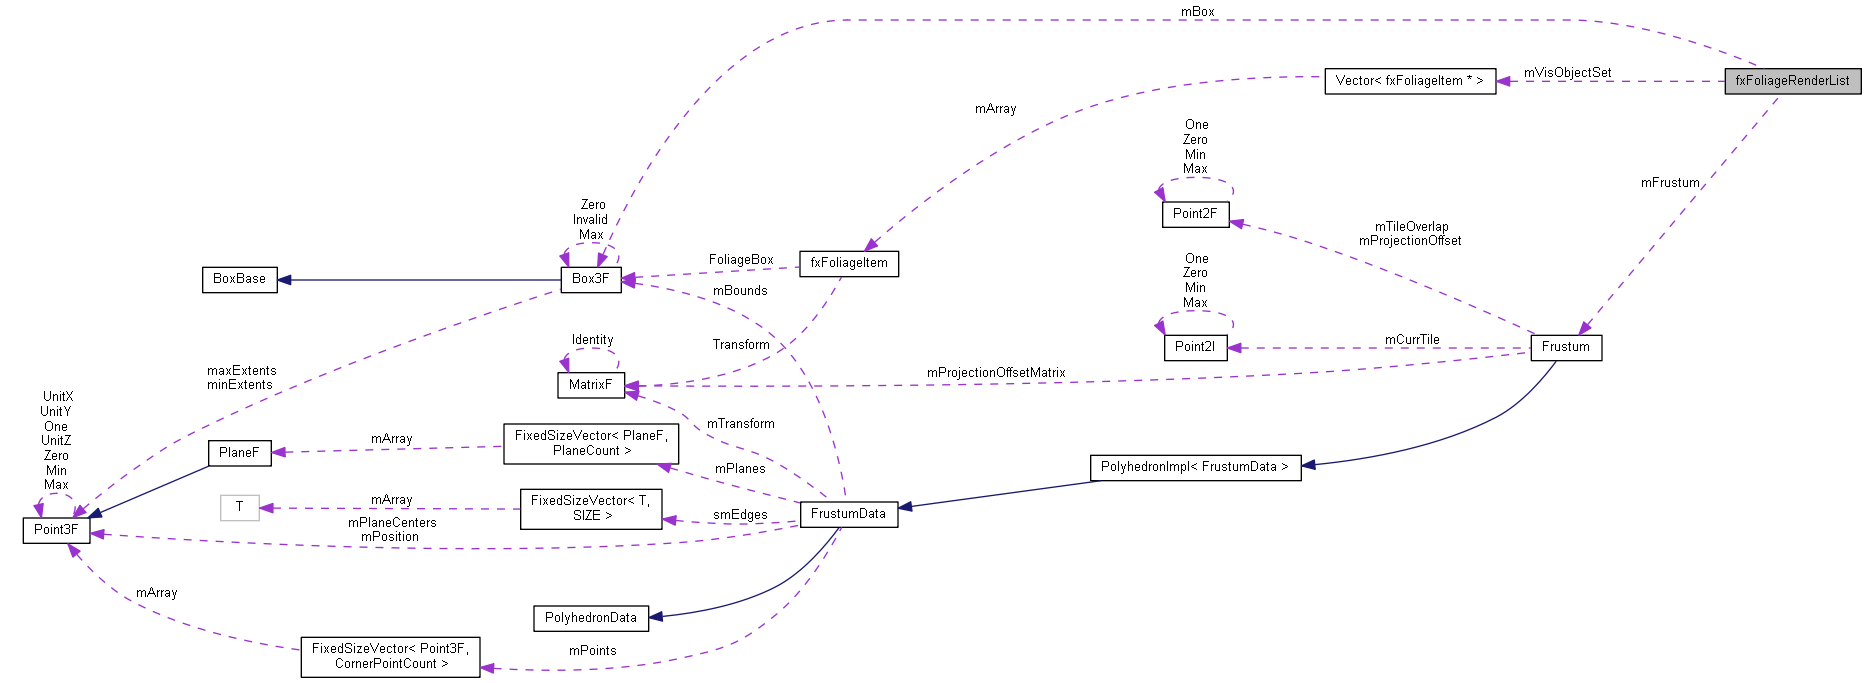 mBox
mVisObjectSet
Vector< fxFoliageItem * >
fxFoliageRenderList
mArray
One
Zero
Min
Max
mFrustum
Point2F
mTileOverlap
mProjectionOffset
Zero
Invalid
Max
FoliageBox
fxFoliageItem
BoxBase
Box3F
mBounds
One
Zero
Min
Max
Identity
Transform
Point2I
mCurrTile
Frustum
maxExtents
minExtents
MatrixF
mProjectionOffsetMatrix
UnitX
UnitY
One
UnitZ
Zero
Min
Max
PlaneF
mArray
FixedSizeVector< PlaneF,
PlaneCount >
mTransform
mPlanes
PolyhedronImpl< FrustumData >
T
mArray
FixedSizeVector< T,
SIZE >
smEdges
FrustumData
Point3F
mPlaneCenters
mPosition
mArray
PolyhedronData
FixedSizeVector< Point3F,
CornerPointCount >
mPoints